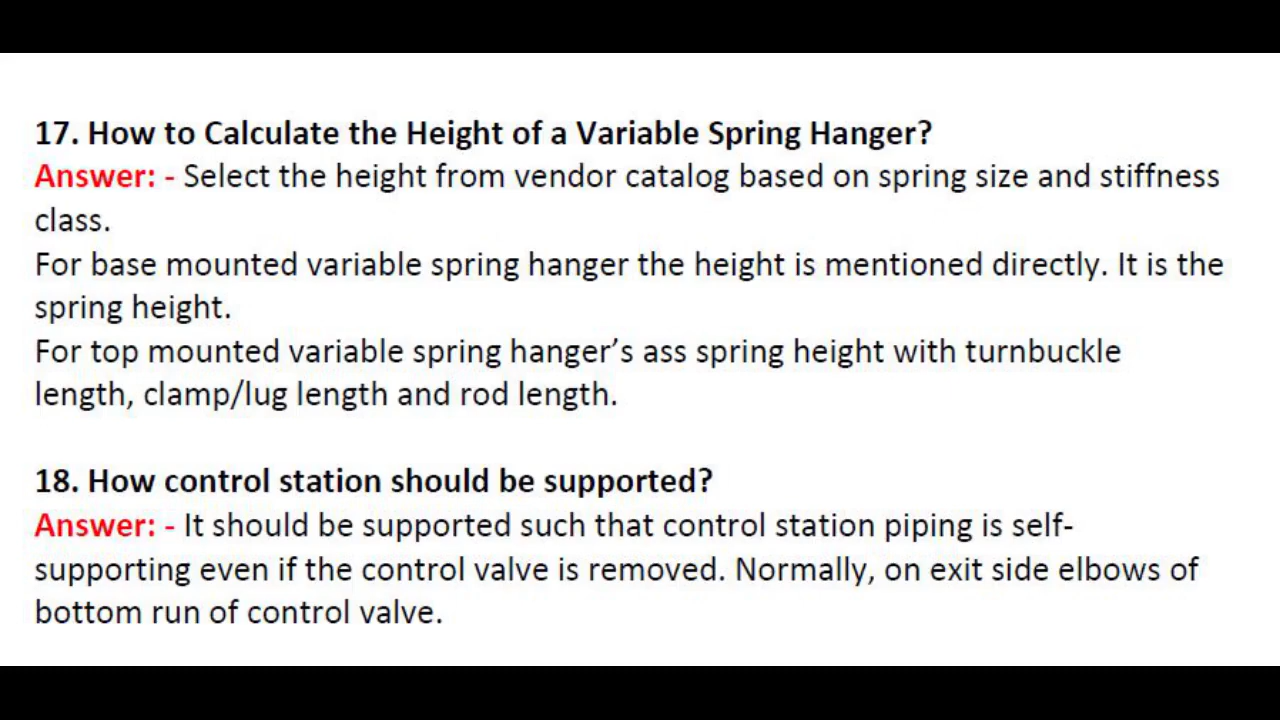 17. How to Calculate the Height of a Variable Spring Hanger?
Answer: - Select the height from vendor catalog based on spring size and stiffness
class.
For base mounted variable spring hanger the height is mentioned directly. It is the
spring height.
For top mounted variable spring hanger’s ass spring height with turnbuckle
length, clamp/lug length and rod length.
18. How control station should be supported?
Answer: - It should be supported such that control station piping is self-
supporting even if the control valve is removed. Normally, on exit side elbows of
bottom run of control valve.